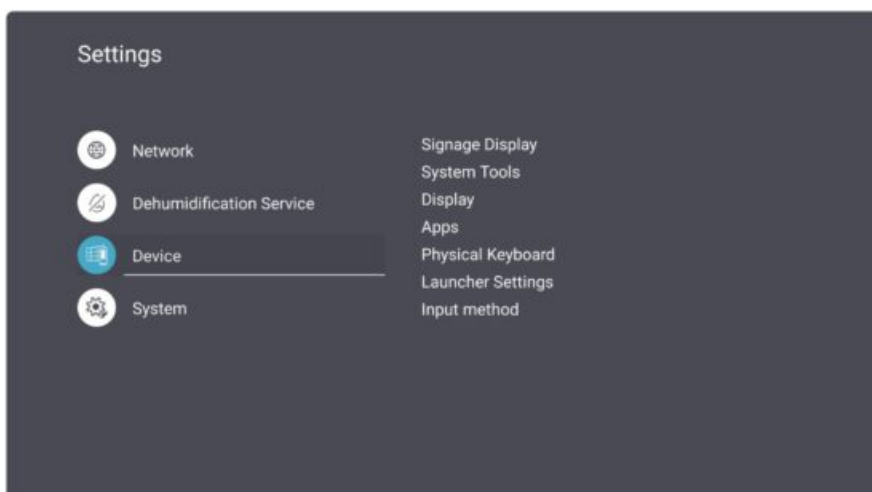 Settings
Network
Dehumidification Service
Device
System
Signage Display
System Tools
Display
Apps
Physical Keyboard
Launcher Settings
Input method